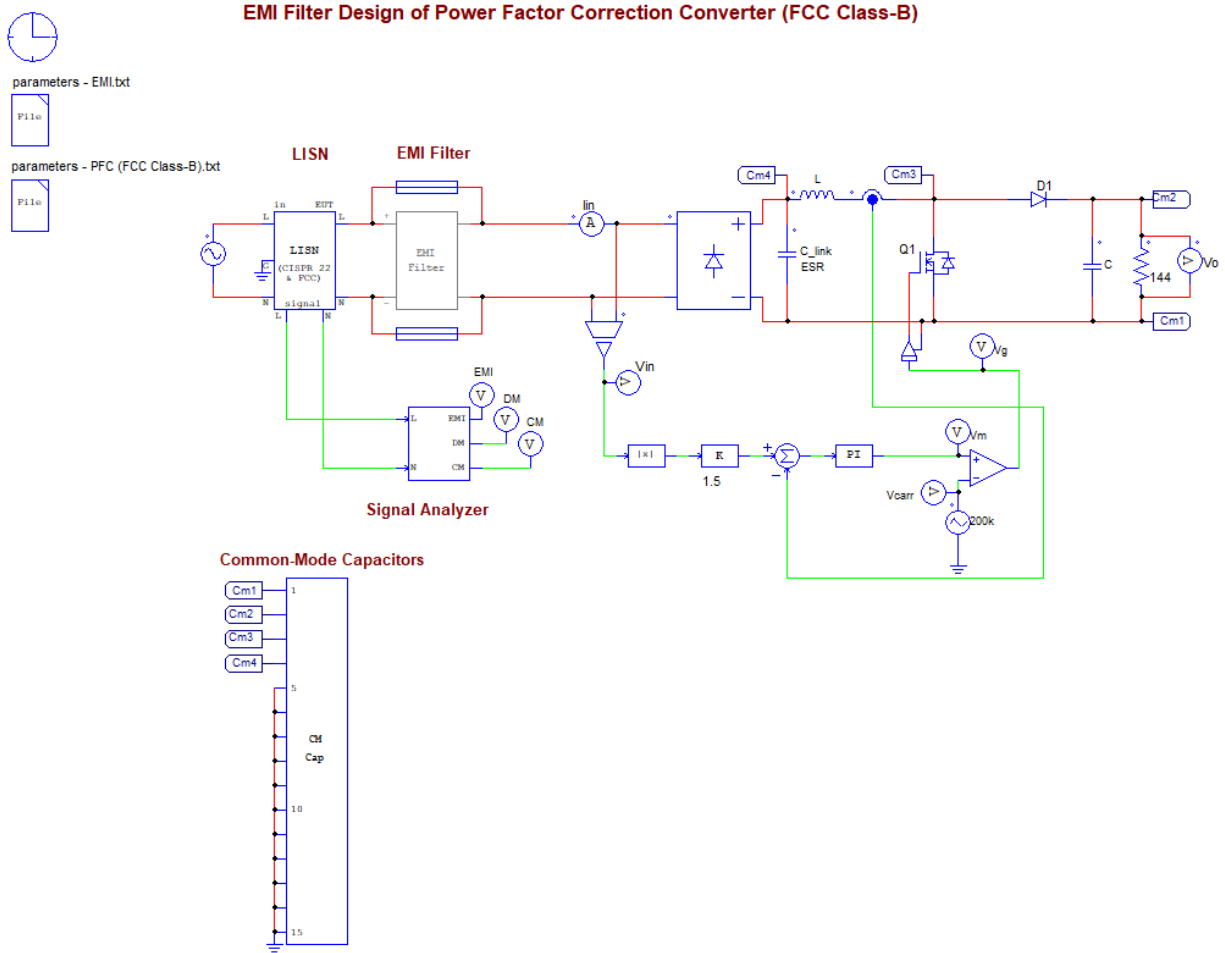 EMI Filter Design of Power Factor Correction Converter (FCC Class-B)
parameters - EMI.txt
File
parameters - PFC (FCC Class-B).txt
File
LISN
EMI Filter
in EUT
L L
LISN
(CISPR 22
& FCC)
G
N N
signal
L N
+
EMI
Filter
-
Iin
A
+
-
Cm4
L
Cm3
D1
Cm2
C_link
ESR
Q1
C
144
V
Vo
Cm1
V
Vg
Vin
V
EMI
V
DM
V
CM
V
L EMI
DM
N CM
Signal Analyzer
|x|
K
1.5
+
Σ
-
PI
V
Vm
+
-
Vcarr
V
200k
Common-Mode Capacitors
Cm1 1
Cm2
Cm3
Cm4
5
CM
Cap
10
15